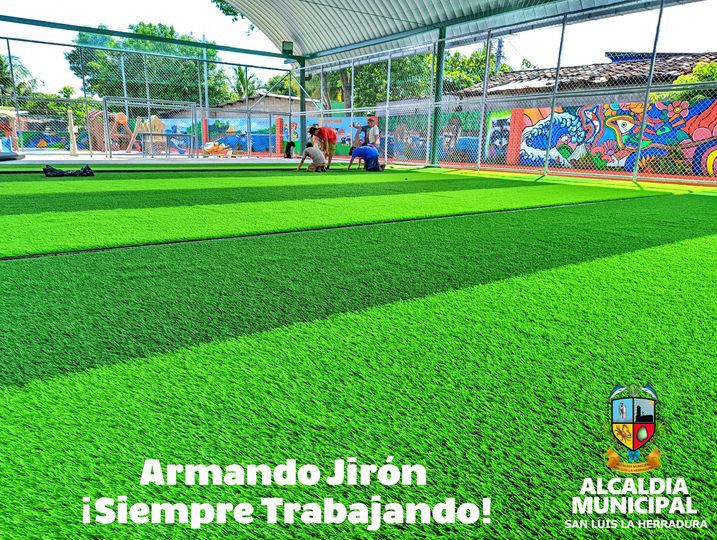 Armando Jirón
¡Siempre Trabajando!
ALCALDIA
MUNICIPAL
SAN LUIS LA HERRADURA